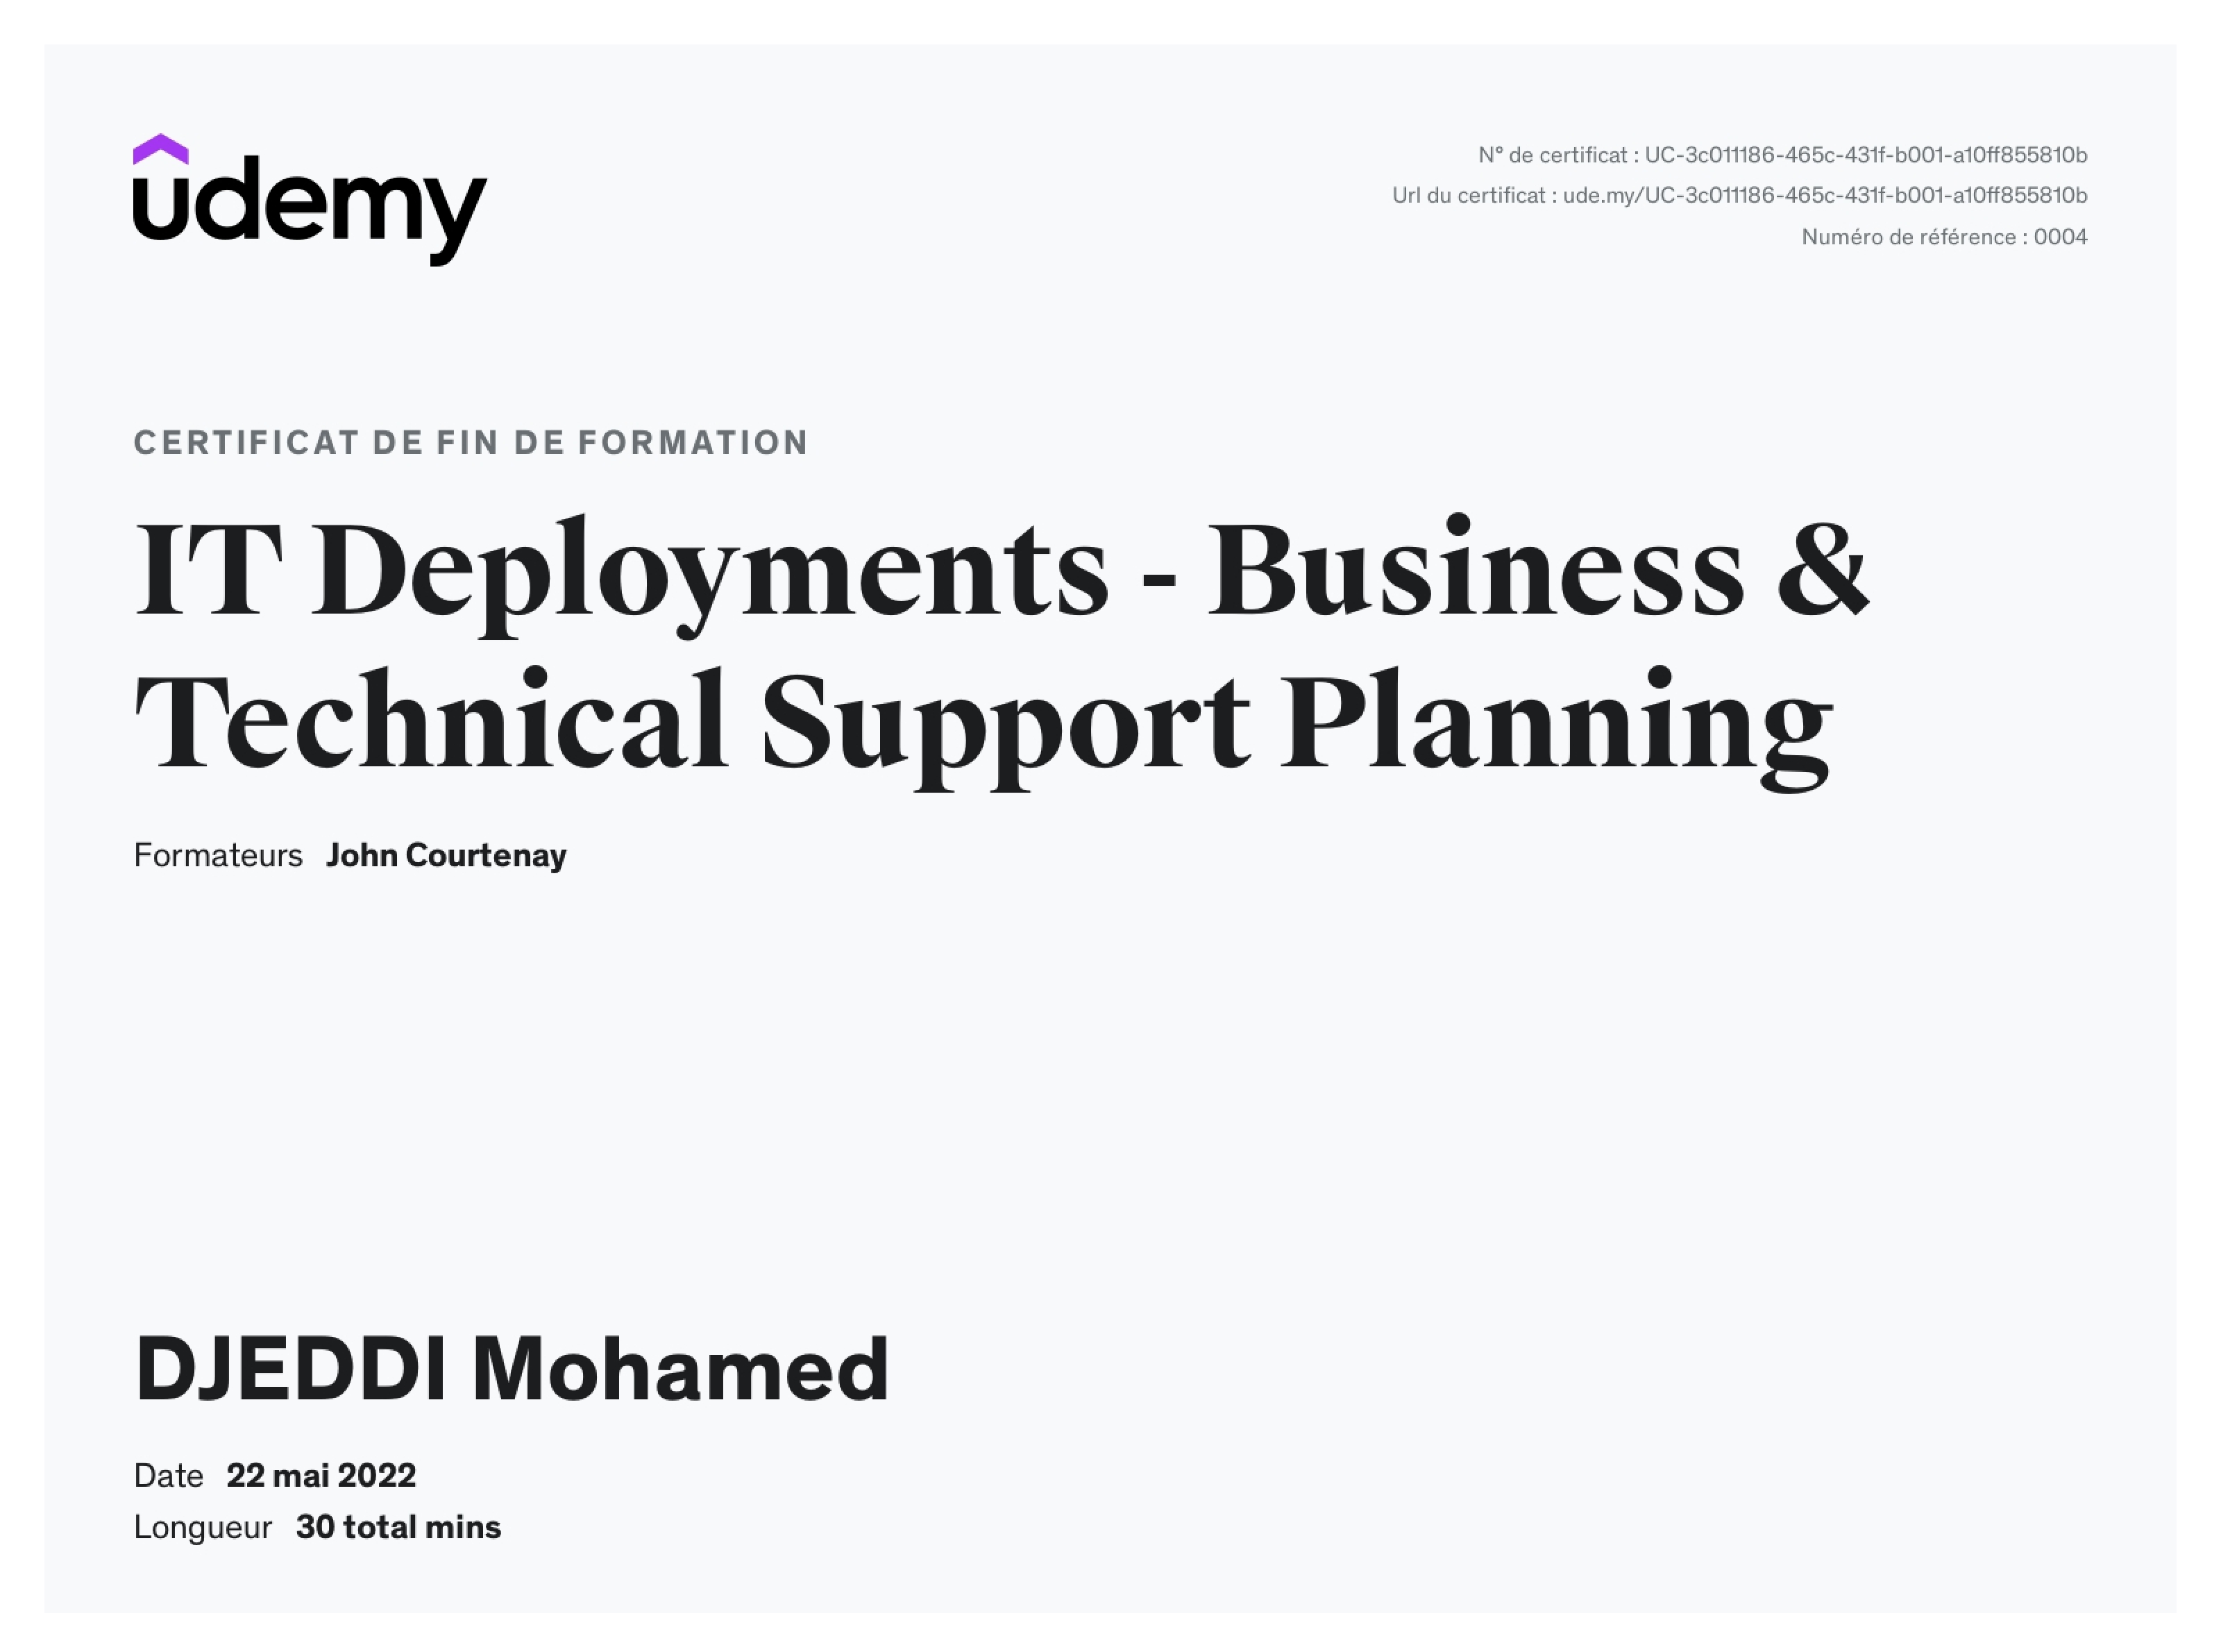 udemy
N° de certificat : UC-3c011186-465c-431f-b001-a10ff855810b
Url du certificat : ude.my/UC-3c011186-465c-431f-b001-a10ff855810b
Numéro de référence : 0004
CERTIFICAT DE FIN DE FORMATION
IT Deployments - Business &
Technical Support Planning
Formateurs John Courtenay
DJEDDI Mohamed
Date 22 mai 2022
Longueur 30 total mins